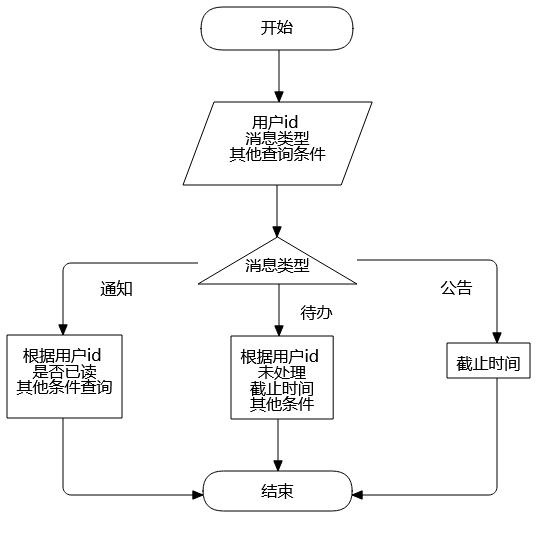 开始
用户id
消息类型
其他查询条件
消息类型
通知
待办
公告
根据用户id
是否已读
其他条件查询
根据用户id
未处理
截止时间
其他条件
截止时间
结束